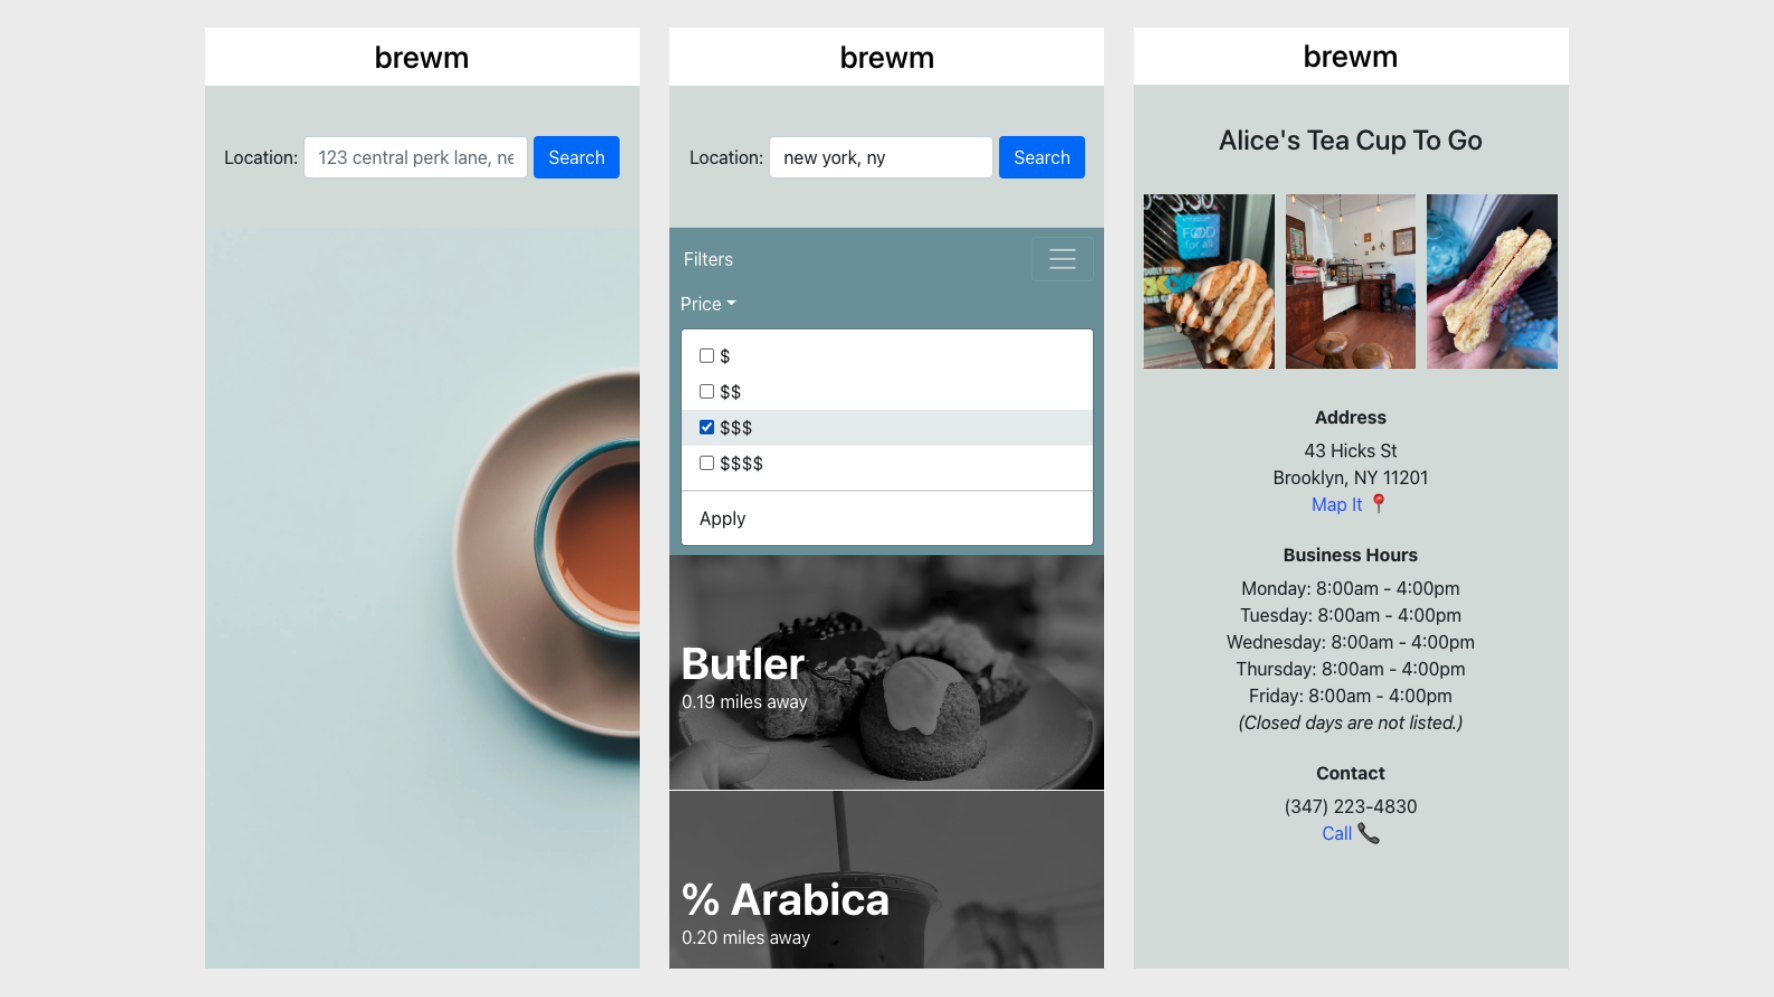 brewm
Location: 123 central perk lane, ne Search
brewm
Location: new york, ny Search
Filters
Price
$
$$
$$$
$$$$
Apply
Butler
0.19 miles away
% Arabica
0.20 miles away
brewm
Alice's Tea Cup To Go
FOOD
for all
Address
43 Hicks St
Brooklyn, NY 11201
Map It
Business Hours
Monday: 8:00am - 4:00pm
Tuesday: 8:00am - 4:00pm
Wednesday: 8:00am - 4:00pm
Thursday: 8:00am - 4:00pm
Friday: 8:00am - 4:00pm
(Closed days are not listed.)
Contact
(347) 223-4830
Call